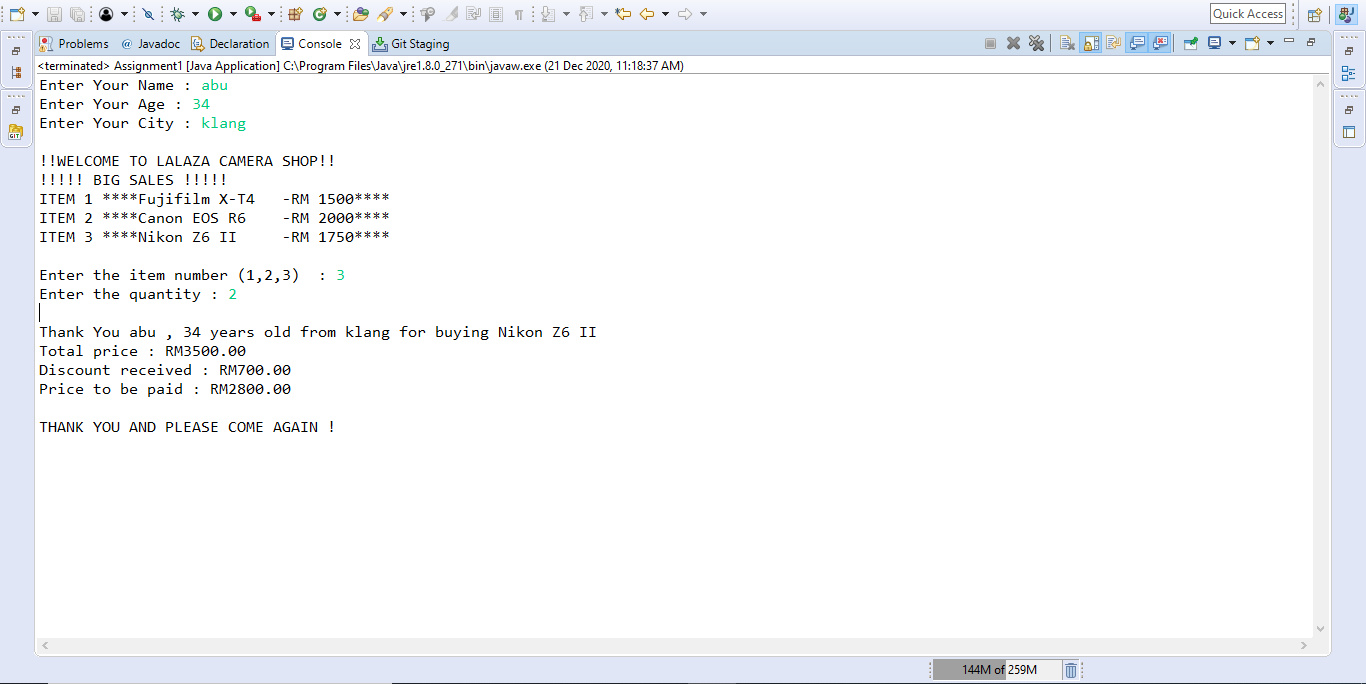 Quick Access
Problems @ Javadoc Declaration Console Git Staging
<terminated> Assignment1 [Java Application] C:\Program Files\Java\jre1.8.0_271\bin\javaw.exe (21 Dec 2020, 11:18:37 AM)
Enter Your Name : abu
Enter Your Age : 34
Enter Your City : klang
!!WELCOME TO LALAZA CAMERA SHOP!!
!!!!! BIG SALES !!!!!
ITEM 1 ****Fujifilm X-T4   -RM 1500****
ITEM 2 ****Canon EOS R6    -RM 2000****
ITEM 3 ****Nikon Z6 II     -RM 1750****
Enter the item number (1,2,3)  : 3
Enter the quantity : 2
Thank You abu , 34 years old from klang for buying Nikon Z6 II
Total price : RM3500.00
Discount received : RM700.00
Price to be paid : RM2800.00
THANK YOU AND PLEASE COME AGAIN !
144M of 259M